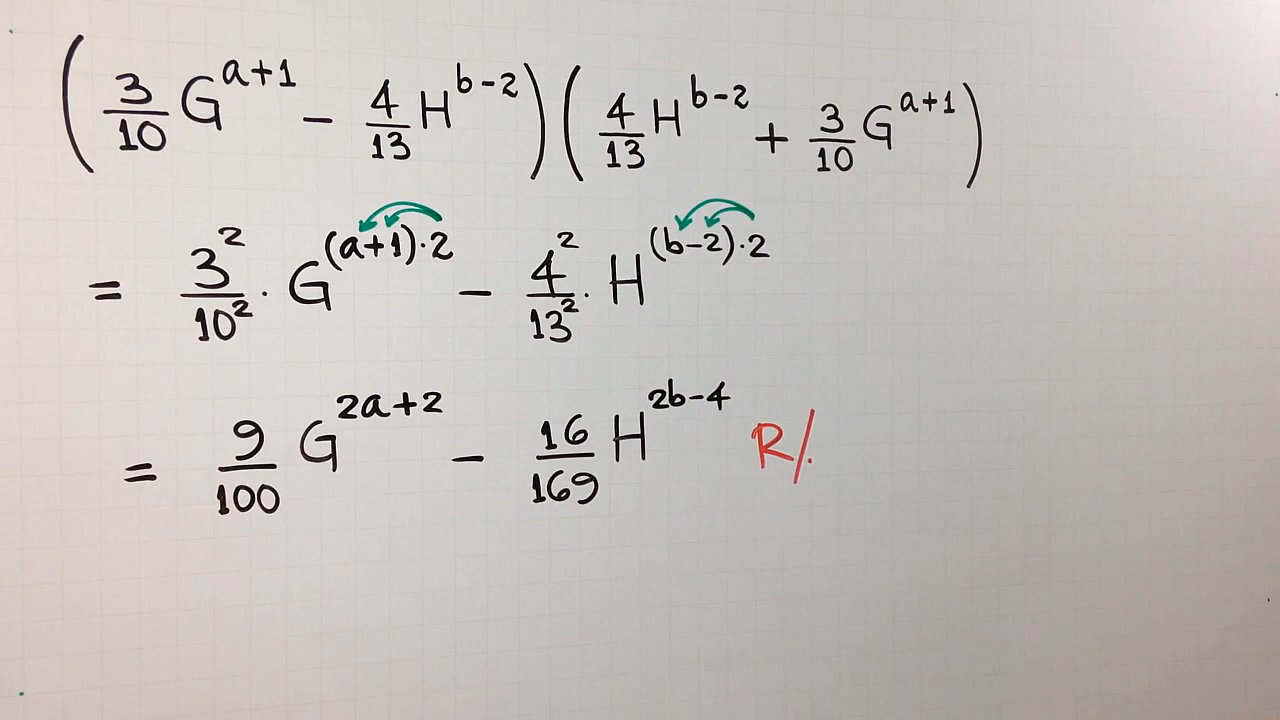 (3/10 G^(a+1) − 4/13 H^(b−2))(4/13 H^(b−2) + 3/10 G^(a+1))
= 3²/10² · G^((a+1)·2) − 4²/13² · H^((b−2)·2)
= 9/100 G^(2a+2) − 16/169 H^(2b−4) R/.